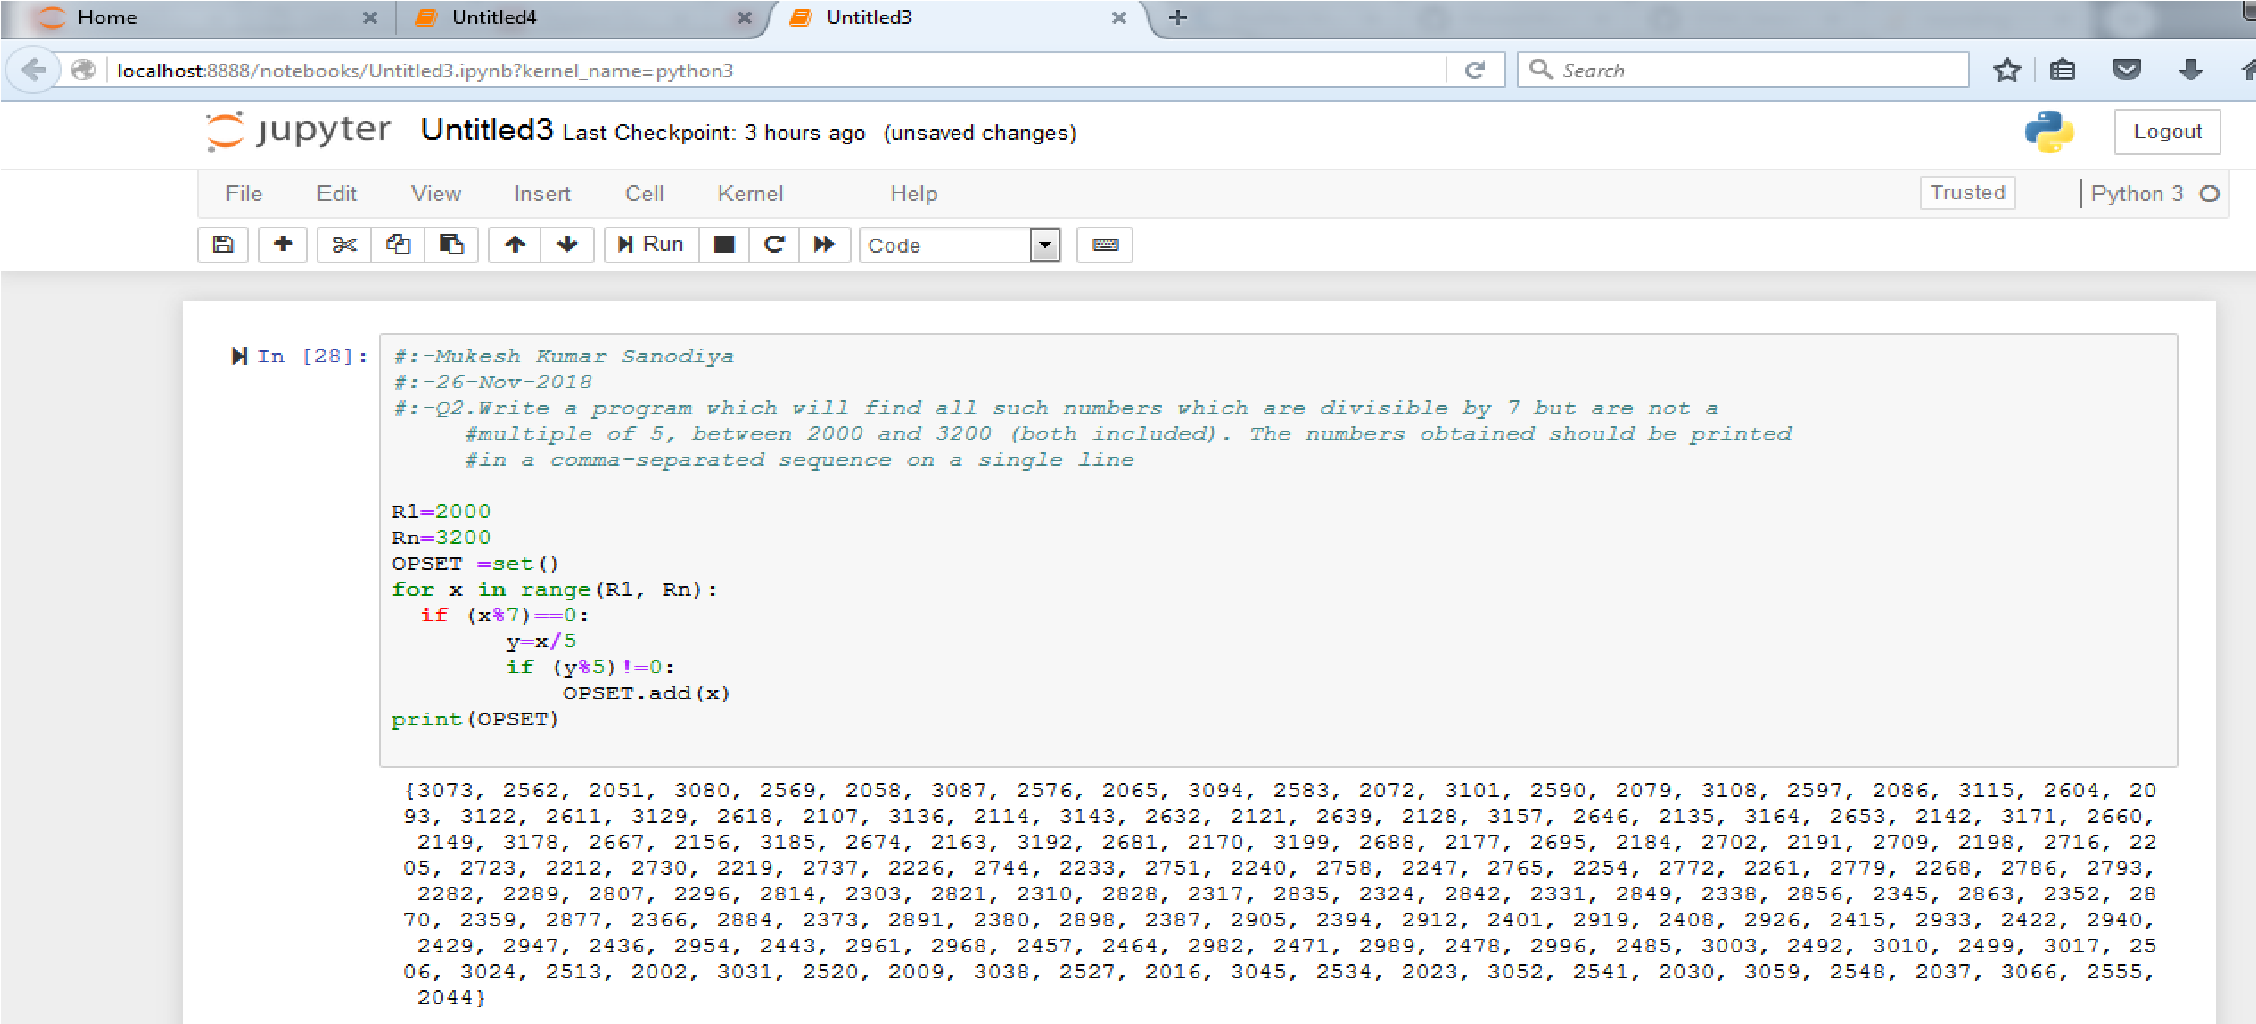 Home
Untitled4
Untitled3
localhost:8888/notebooks/Untitled3.ipynb?kernel_name=python3
Search
jupyter Untitled3 Last Checkpoint: 3 hours ago (unsaved changes)
Logout
File Edit View Insert Cell Kernel Help
Trusted
Python 3
Run
Code
In [28]:
#:-Mukesh Kumar Sanodiya
#:-26-Nov-2018
#:-Q2.Write a program which will find all such numbers which are divisible by 7 but are not a
#multiple of 5, between 2000 and 3200 (both included). The numbers obtained should be printed
#in a comma-separated sequence on a single line
R1=2000
Rn=3200
OPSET =set()
for x in range(R1, Rn):
if (x%7)==0:
y=x/5
if (y%5)!=0:
OPSET.add(x)
print(OPSET)
{3073, 2562, 2051, 3080, 2569, 2058, 3087, 2576, 2065, 3094, 2583, 2072, 3101, 2590, 2079, 3108, 2597, 2086, 3115, 2604, 20
93, 3122, 2611, 3129, 2618, 2107, 3136, 2114, 3143, 2632, 2121, 2639, 2128, 3157, 2646, 2135, 3164, 2653, 2142, 3171, 2660,
2149, 3178, 2667, 2156, 3185, 2674, 2163, 3192, 2681, 2170, 3199, 2688, 2177, 2695, 2184, 2702, 2191, 2709, 2198, 2716, 22
05, 2723, 2212, 2730, 2219, 2737, 2226, 2744, 2233, 2751, 2240, 2758, 2247, 2765, 2254, 2772, 2261, 2779, 2268, 2786, 2793,
2282, 2289, 2807, 2296, 2814, 2303, 2821, 2310, 2828, 2317, 2835, 2324, 2842, 2331, 2849, 2338, 2856, 2345, 2863, 2352, 28
70, 2359, 2877, 2366, 2884, 2373, 2891, 2380, 2898, 2387, 2905, 2394, 2912, 2401, 2919, 2408, 2926, 2415, 2933, 2422, 2940,
2429, 2947, 2436, 2954, 2443, 2961, 2968, 2457, 2464, 2982, 2471, 2989, 2478, 2996, 2485, 3003, 2492, 3010, 2499, 3017, 25
06, 3024, 2513, 2002, 3031, 2520, 2009, 3038, 2527, 2016, 3045, 2534, 2023, 3052, 2541, 2030, 3059, 2548, 2037, 3066, 2555,
2044}